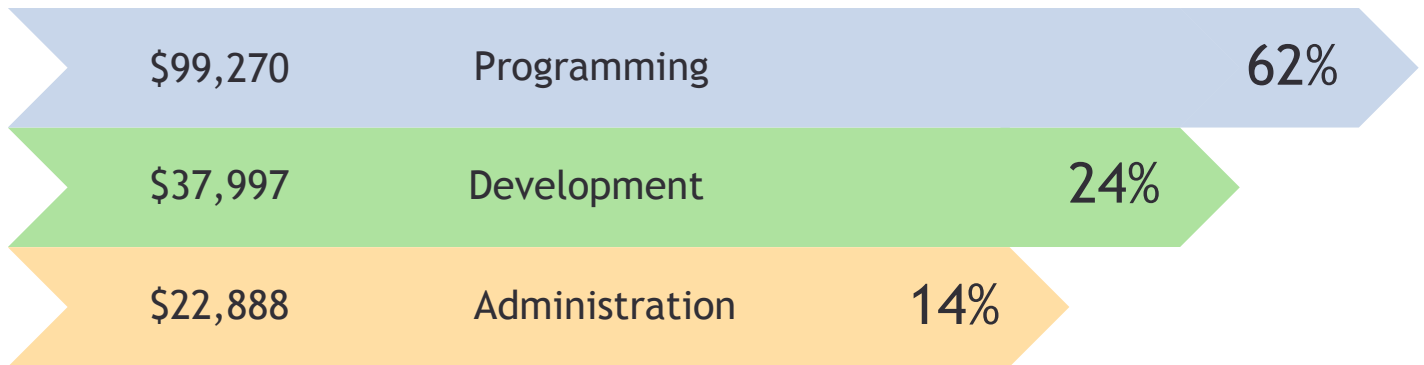 $99,270 Programming 62%
$37,997 Development 24%
$22,888 Administration 14%